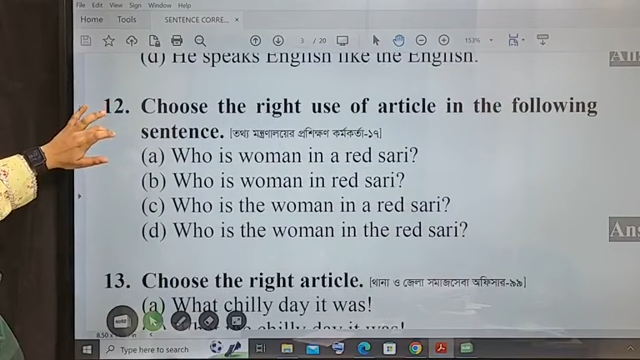 File Edit View Sign Window Help
Home Tools SENTENCE CORRE... ×
3 / 20 153%
(d) He speaks English like the English.
12. Choose the right use of article in the following
sentence. [তথ্য মন্ত্রণালয়ের প্রশিক্ষণ কর্মকর্তা-১৭]
(a) Who is woman in a red sari?
(b) Who is woman in red sari?
(c) Who is the woman in a red sari?
(d) Who is the woman in the red sari?
Ans
13. Choose the right article. [থানা ও জেলা সমাজসেবা অফিসার-৯৯]
(a) What chilly day it was!
chilly day it was!
Type here to search